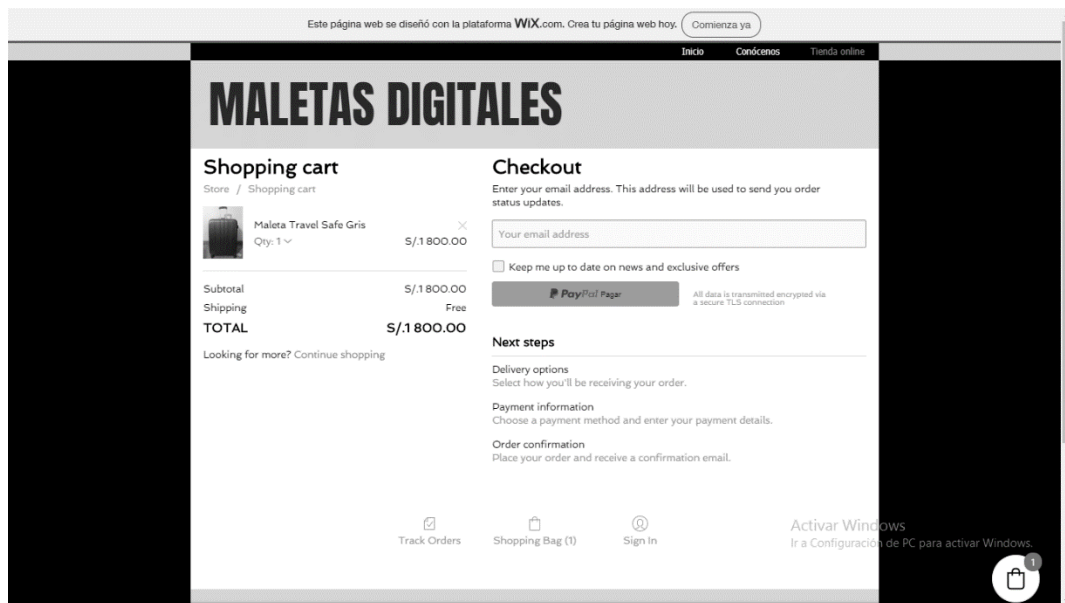 Este página web se diseñó con la plataforma WiX.com. Crea tu página web hoy. Comienza ya
Inicio Conócenos Tienda online
MALETAS DIGITALES
Shopping cart
Store / Shopping cart
Maleta Travel Safe Gris
Qty: 1 S/.1 800.00
Subtotal S/.1 800.00
Shipping Free
TOTAL S/.1 800.00
Looking for more? Continue shopping
Checkout
Enter your email address. This address will be used to send you order
status updates.
Your email address
Keep me up to date on news and exclusive offers
PayPal Pagar
All data is transmitted encrypted via
a secure TLS connection
Next steps
Delivery options
Select how you'll be receiving your order.
Payment information
Choose a payment method and enter your payment details.
Order confirmation
Place your order and receive a confirmation email.
Track Orders Shopping Bag (1) Sign In
Activar Windows
Ir a Configuración de PC para activar Windows.
1